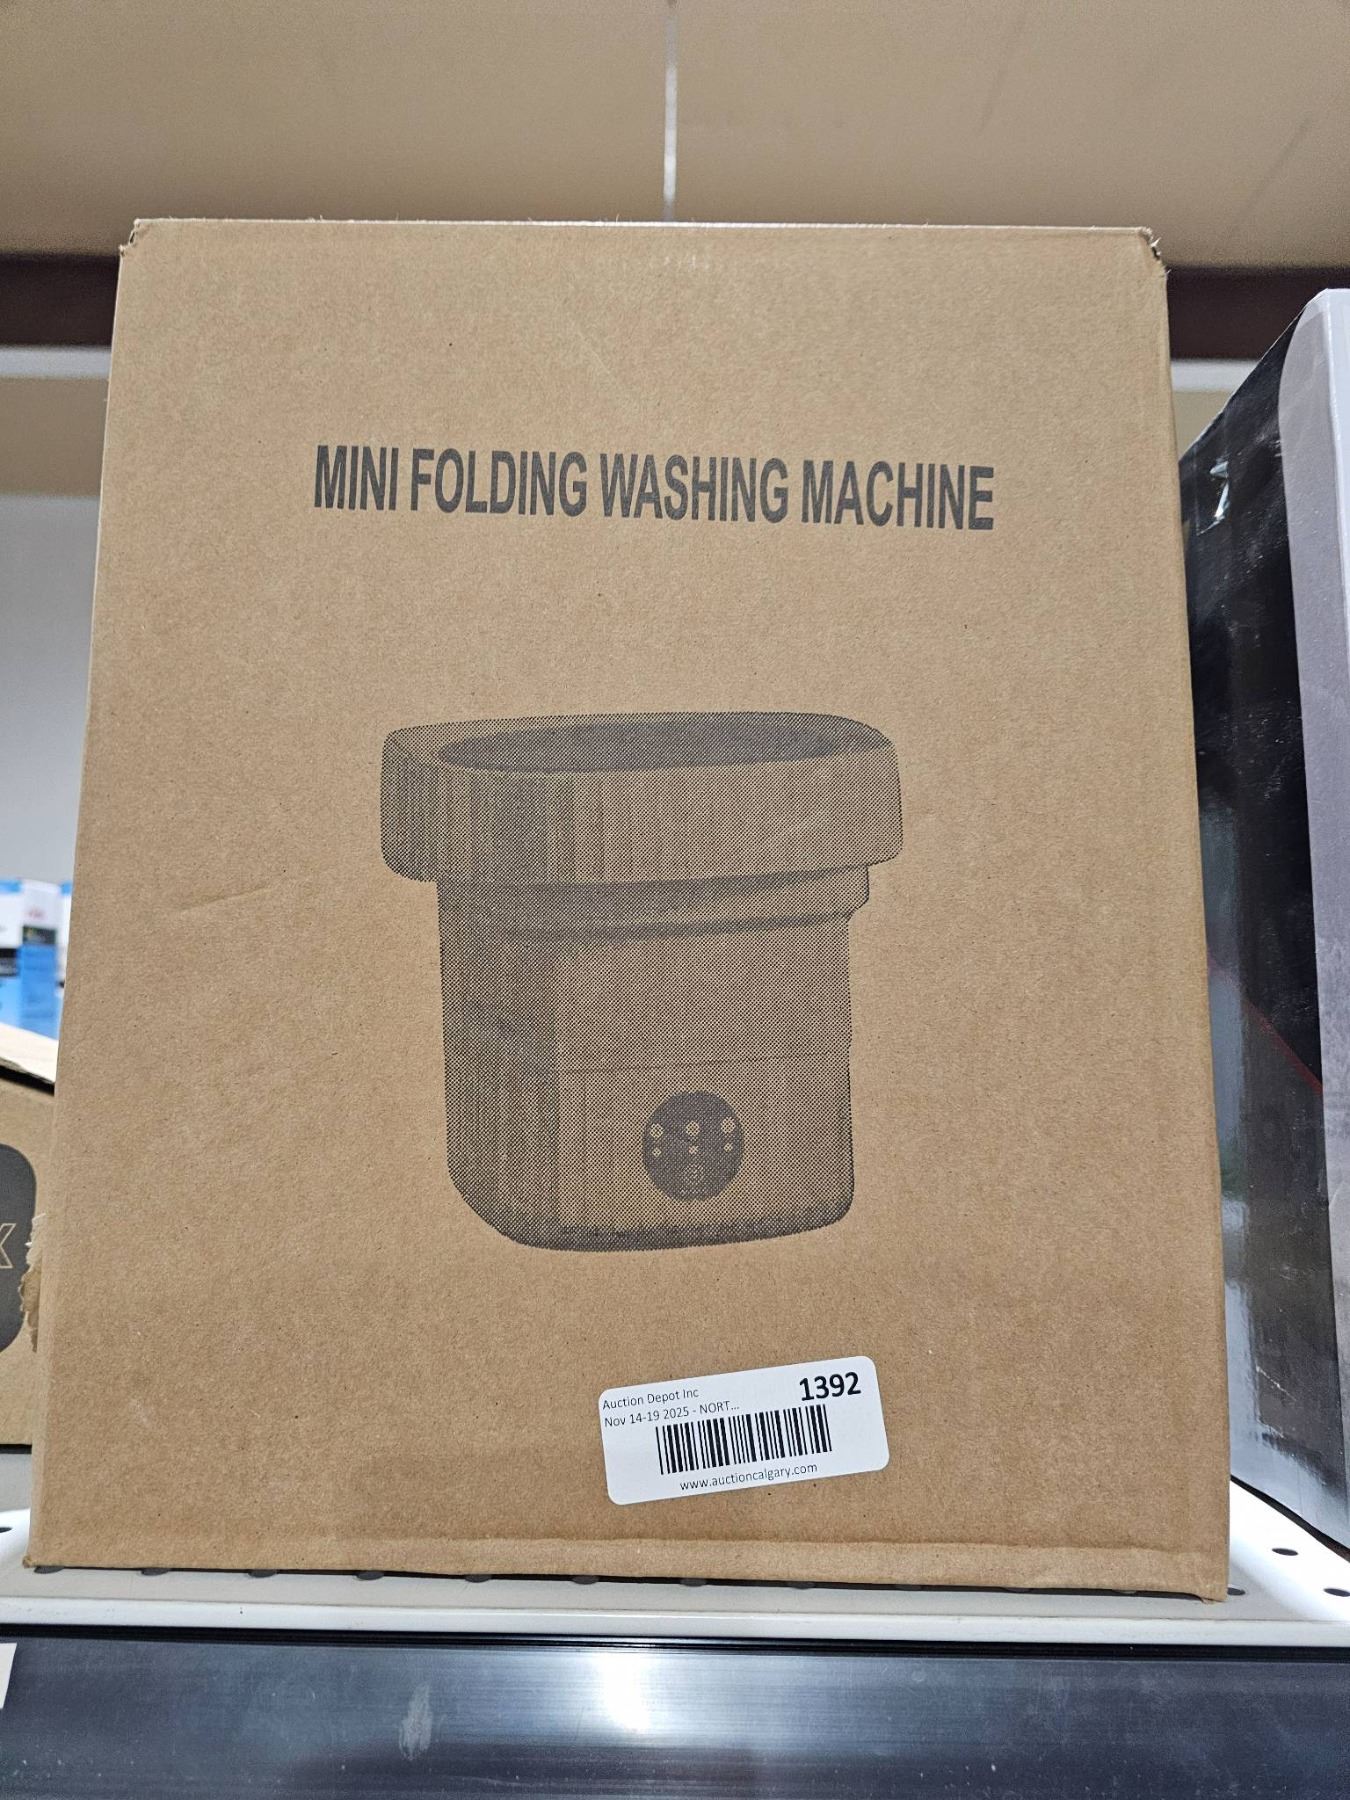 MINI FOLDING WASHING MACHINE
Auction Depot Inc
1392
Nov 14-19 2025 - NORT...
www.auctioncalgary.com
X